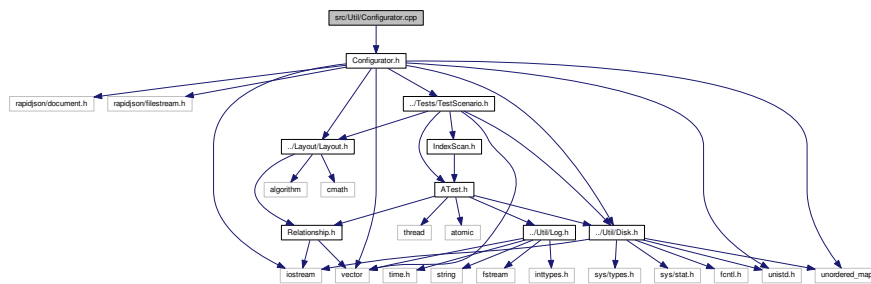 src/Util/Configurator.cpp
Configurator.h
rapidjson/document.h
rapidjson/filestream.h
../Tests/TestScenario.h
../Layout/Layout.h
IndexScan.h
algorithm
cmath
ATest.h
Relationship.h
thread
atomic
../Util/Log.h
../Util/Disk.h
iostream
vector
time.h
string
fstream
inttypes.h
sys/types.h
sys/stat.h
fcntl.h
unistd.h
unordered_map